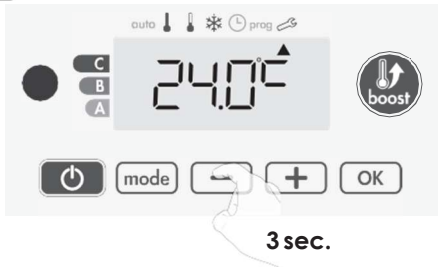 auto prog
C
B
A
24.0°C
boost
mode - + OK
3 sec.